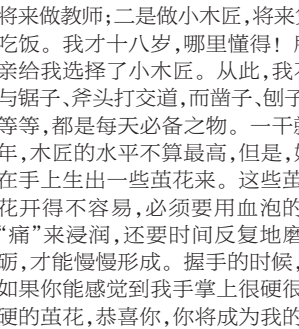 将来做教师;二是做小木匠,将来
吃饭。我才十八岁,哪里懂得!
亲给我选择了小木匠。从此,我
与锯子、斧头打交道,而凿子、刨子
等等,都是每天必备之物。一干
年,木匠的水平不算最高,但是,
在手上生出一些茧花来。这些茧
花开得不容易,必须要用血泡的
“痛”来浸润,还要时间反复地磨
砺,才能慢慢形成。握手的时候,
如果你能感觉到我手掌上很硬很
硬的茧花,恭喜你,你将成为我的